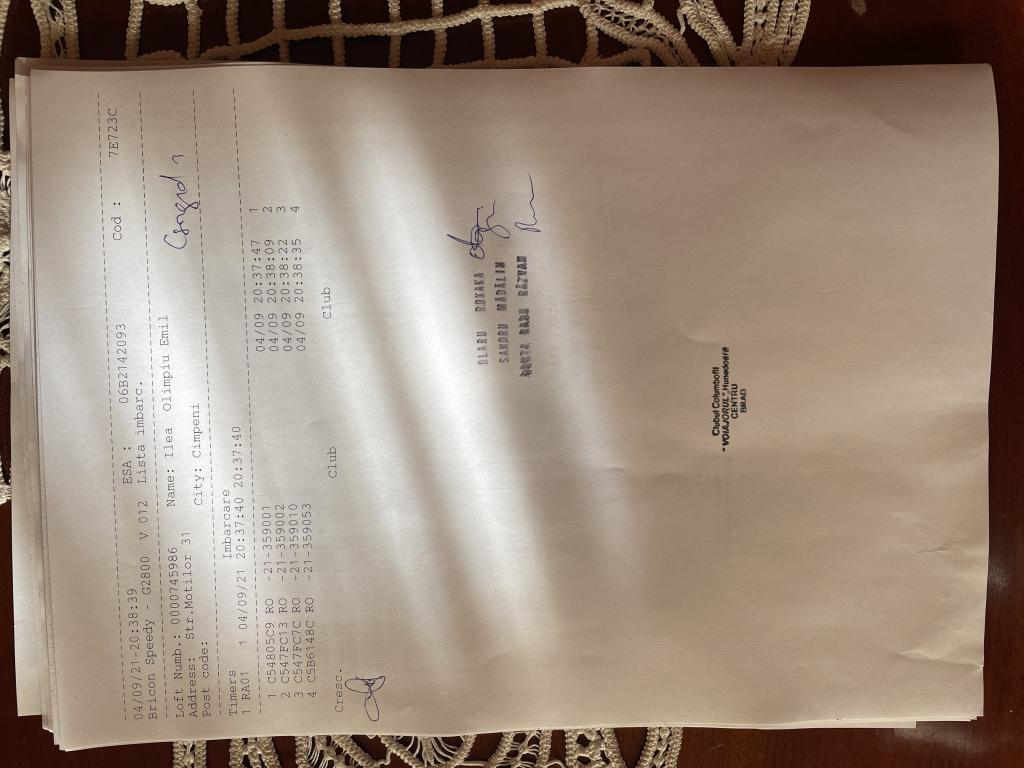 04/09/21-20:38:39 ESA : 06B2142093 Cod : 7E723C
Bricon Speedy - G2800 V 012 Lista imbarc.
Loft Numb.: 0000745986 Name: Ilea Olimpiu Emil
Address: Str.Motilor 31 City: Cimpeni
Post code:
Timers Imbarcare
1 RA01 1 04/09/21 20:37:40 20:37:40
1 C54805C9 RO -21-359001 04/09 20:37:47 1
2 C547FC13 RO -21-359002 04/09 20:38:09 2
3 C547FC7C RO -21-359010 04/09 20:38:22 3
4 C5B6148C RO -21-359053 04/09 20:38:35 4
Cresc. Club Club
OLARU ROXANA
SANDRU MADALIN
RADU RĂZVAN
Clubul Columbofil
"VOIAJORUL" Hunedoara
CENTRU
BRAD